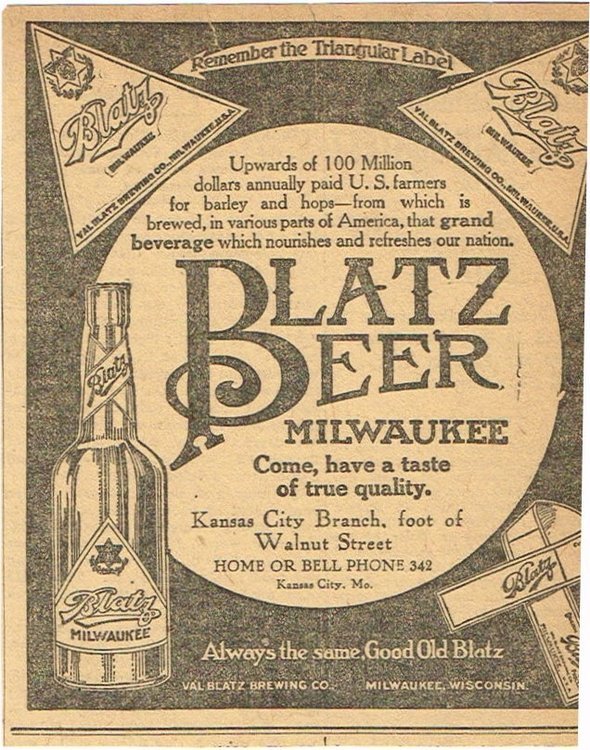 Remember the Triangular Label
Blatz
MILWAUKEE
VAL BLATZ BREWING CO., MILWAUKEE, U.S.A.
Blatz
MILWAUKEE
VAL BLATZ BREWING CO., MILWAUKEE, U.S.A.
Upwards of 100 Million
dollars annually paid U. S. farmers
for barley and hops—from which is
brewed, in various parts of America, that grand
beverage which nourishes and refreshes our nation.
BLATZ
BEER
MILWAUKEE
Come, have a taste
of true quality.
Kansas City Branch, foot of
Walnut Street
HOME OR BELL PHONE 342
Kansas City, Mo.
Blatz
Blatz
MILWAUKEE
Blatz
Always the same, Good Old Blatz
VAL BLATZ BREWING CO. MILWAUKEE, WISCONSIN.